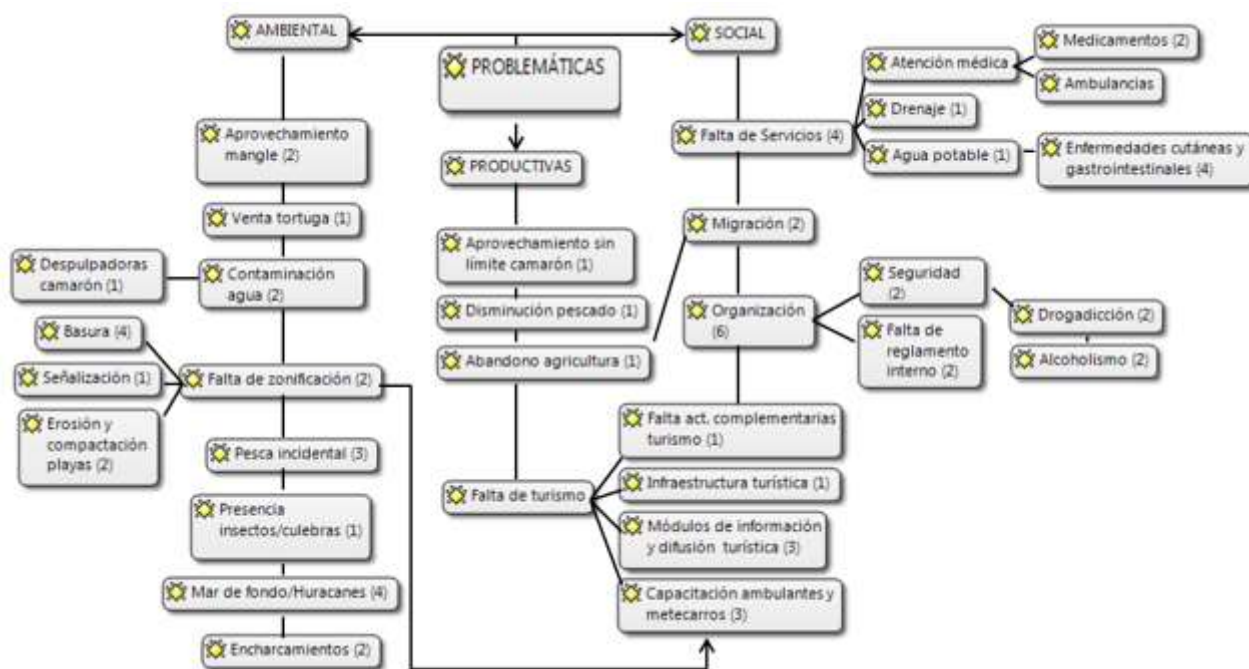 AMBIENTAL
SOCIAL
PROBLEMÁTICAS
Medicamentos (2)
Atención médica
Ambulancias
Drenaje (1)
Falta de Servicios (4)
Agua potable (1)
Enfermedades cutáneas y
gastrointestinales (4)
Aprovechamiento
mangle (2)
PRODUCTIVAS
Venta tortuga (1)
Migración (2)
Aprovechamiento sin
límite camarón (1)
Despulpadoras
camarón (1)
Contaminación
agua (2)
Seguridad
(2)
Disminución pescado (1)
Organización
(6)
Drogadicción (2)
Basura (4)
Falta de
reglamento
interno (2)
Alcoholismo (2)
Abandono agricultura (1)
Señalización (1)
Falta de zonificación (2)
Erosión y
compactación
playas (2)
Falta act. complementarias
turismo (1)
Pesca incidental (3)
Falta de turismo
Infraestructura turística (1)
Presencia
insectos/culebras (1)
Módulos de información
y difusión turística (3)
Mar de fondo/Huracanes (4)
Capacitación ambulantes y
metecarros (3)
Encharcamientos (2)